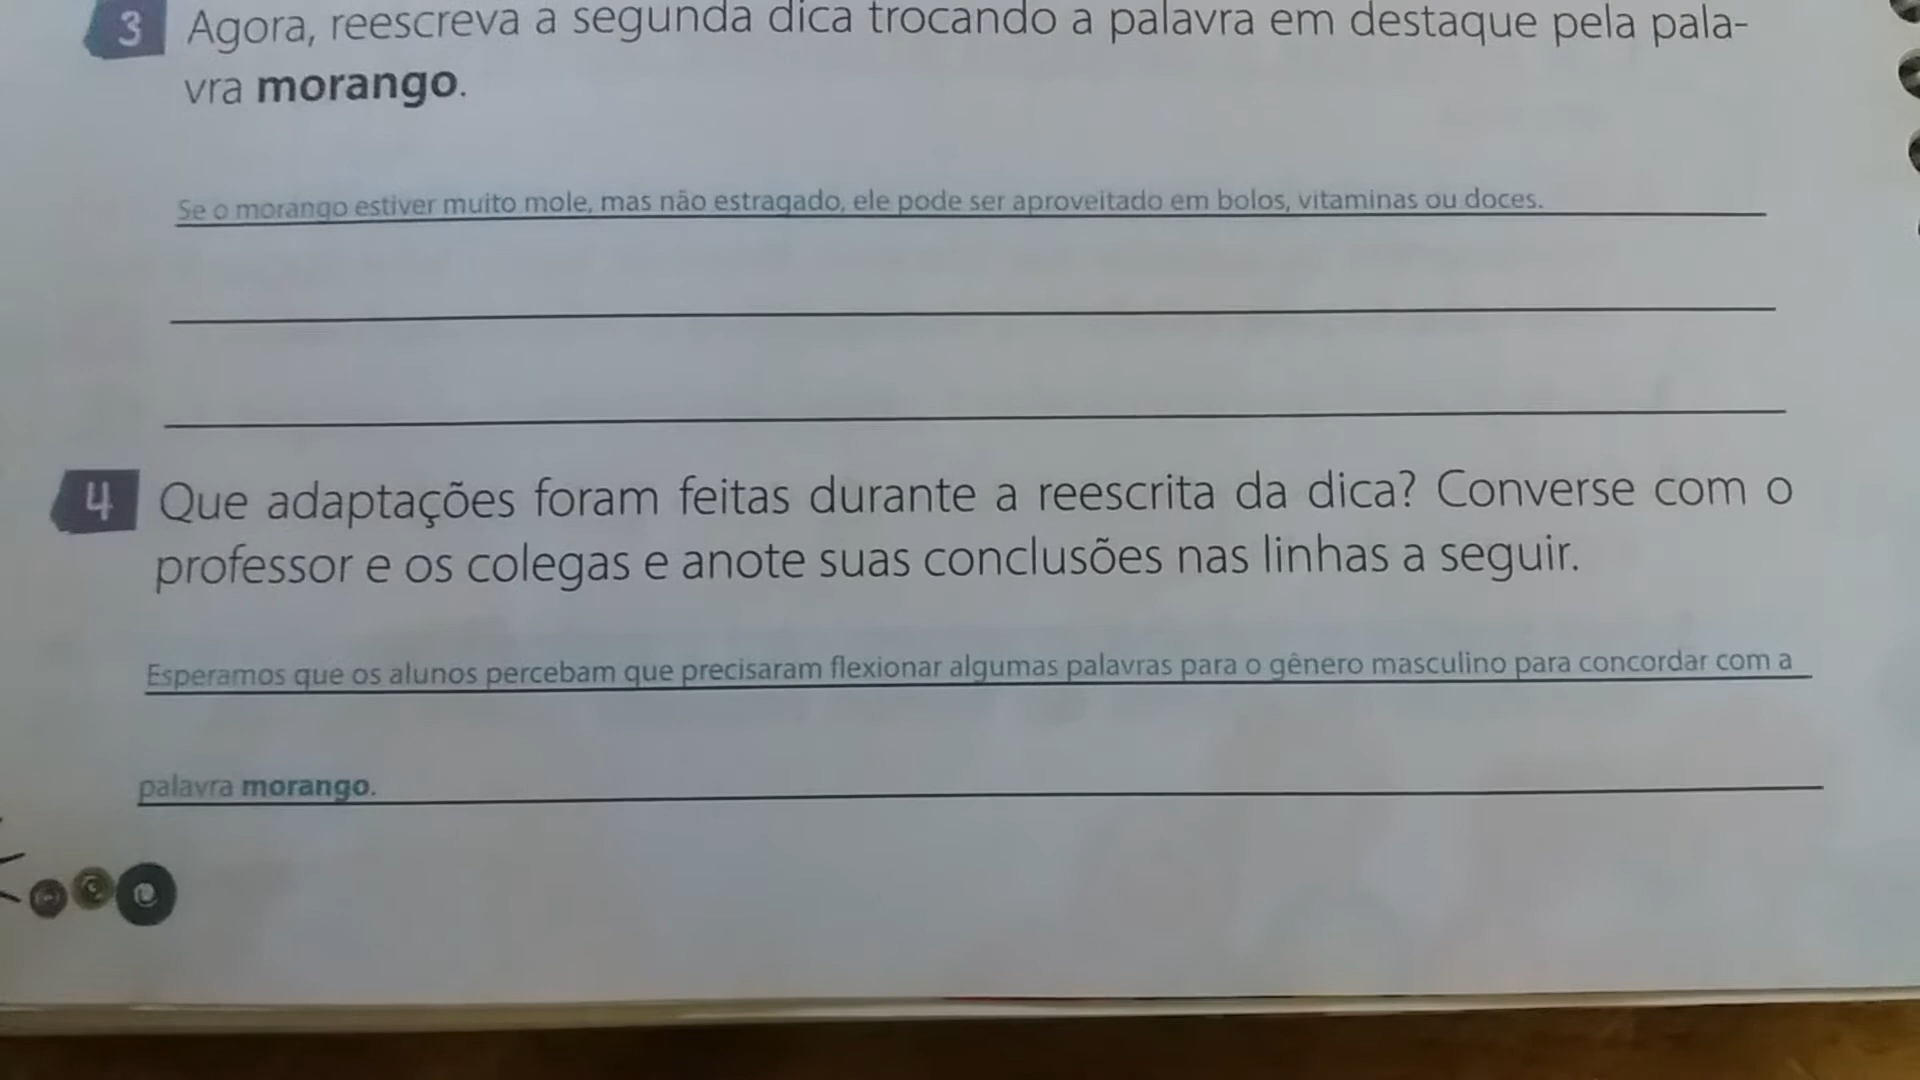 3 Agora, reescreva a segunda dica trocando a palavra em destaque pela pala-
vra morango.
Se o morango estiver muito mole, mas não estragado, ele pode ser aproveitado em bolos, vitaminas ou doces.
4 Que adaptações foram feitas durante a reescrita da dica? Converse com o
professor e os colegas e anote suas conclusões nas linhas a seguir.
Esperamos que os alunos percebam que precisaram flexionar algumas palavras para o gênero masculino para concordar com a
palavra morango.